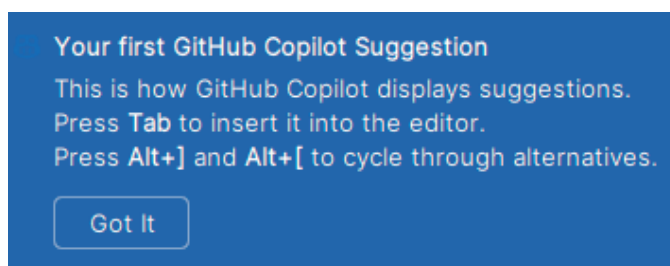 Your first GitHub Copilot Suggestion
This is how GitHub Copilot displays suggestions.
Press Tab to insert it into the editor.
Press Alt+] and Alt+[ to cycle through alternatives.
Got It